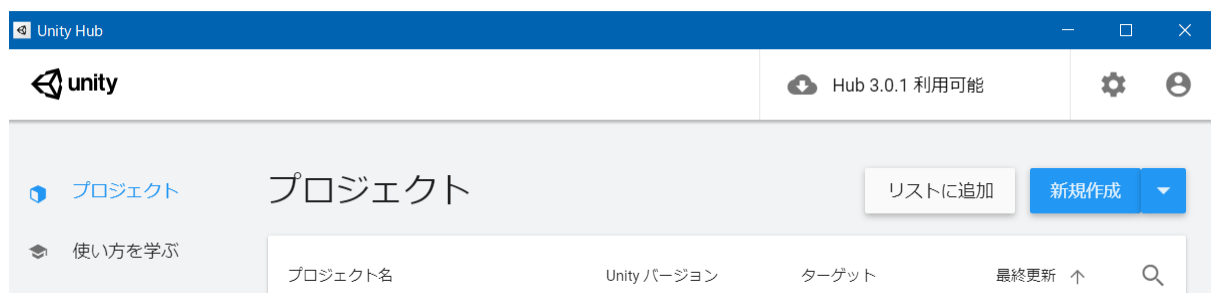 Unity Hub
unity
Hub 3.0.1 利用可能
プロジェクト
プロジェクト
リストに追加
新規作成
使い方を学ぶ
プロジェクト名
Unity バージョン
ターゲット
最終更新 ↑